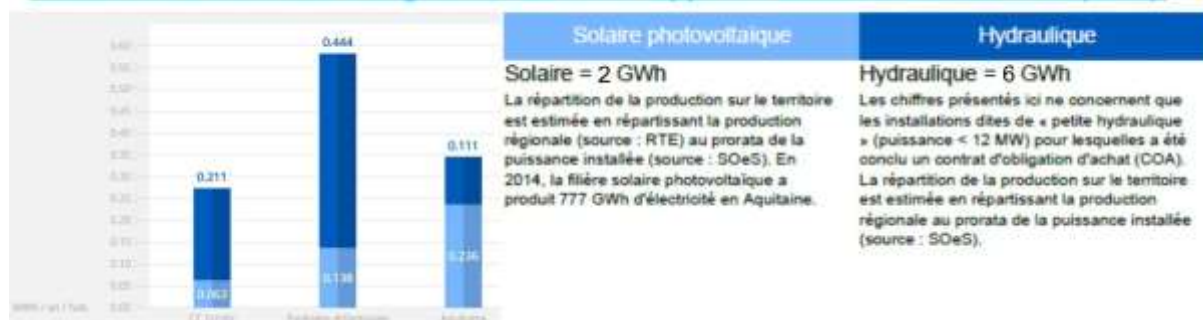 0.444
0.111
0.211
0.063
0.138
0.236
Solaire photovoltaïque
Solaire = 2 GWh
La répartition de la production sur le territoire
est estimée en répartissant la production
régionale (source : RTE) au prorata de la
puissance installée (source : SOeS). En
2014, la filière solaire photovoltaïque a
produit 777 GWh d'électricité en Aquitaine.
Hydraulique
Hydraulique = 6 GWh
Les chiffres présentés ici ne concernent que
les installations dites de « petite hydraulique
» (puissance < 12 MW) pour lesquelles a été
conclu un contrat d'obligation d'achat (COA).
La répartition de la production sur le territoire
est estimée en répartissant la production
régionale au prorata de la puissance installée
(source : SOeS).